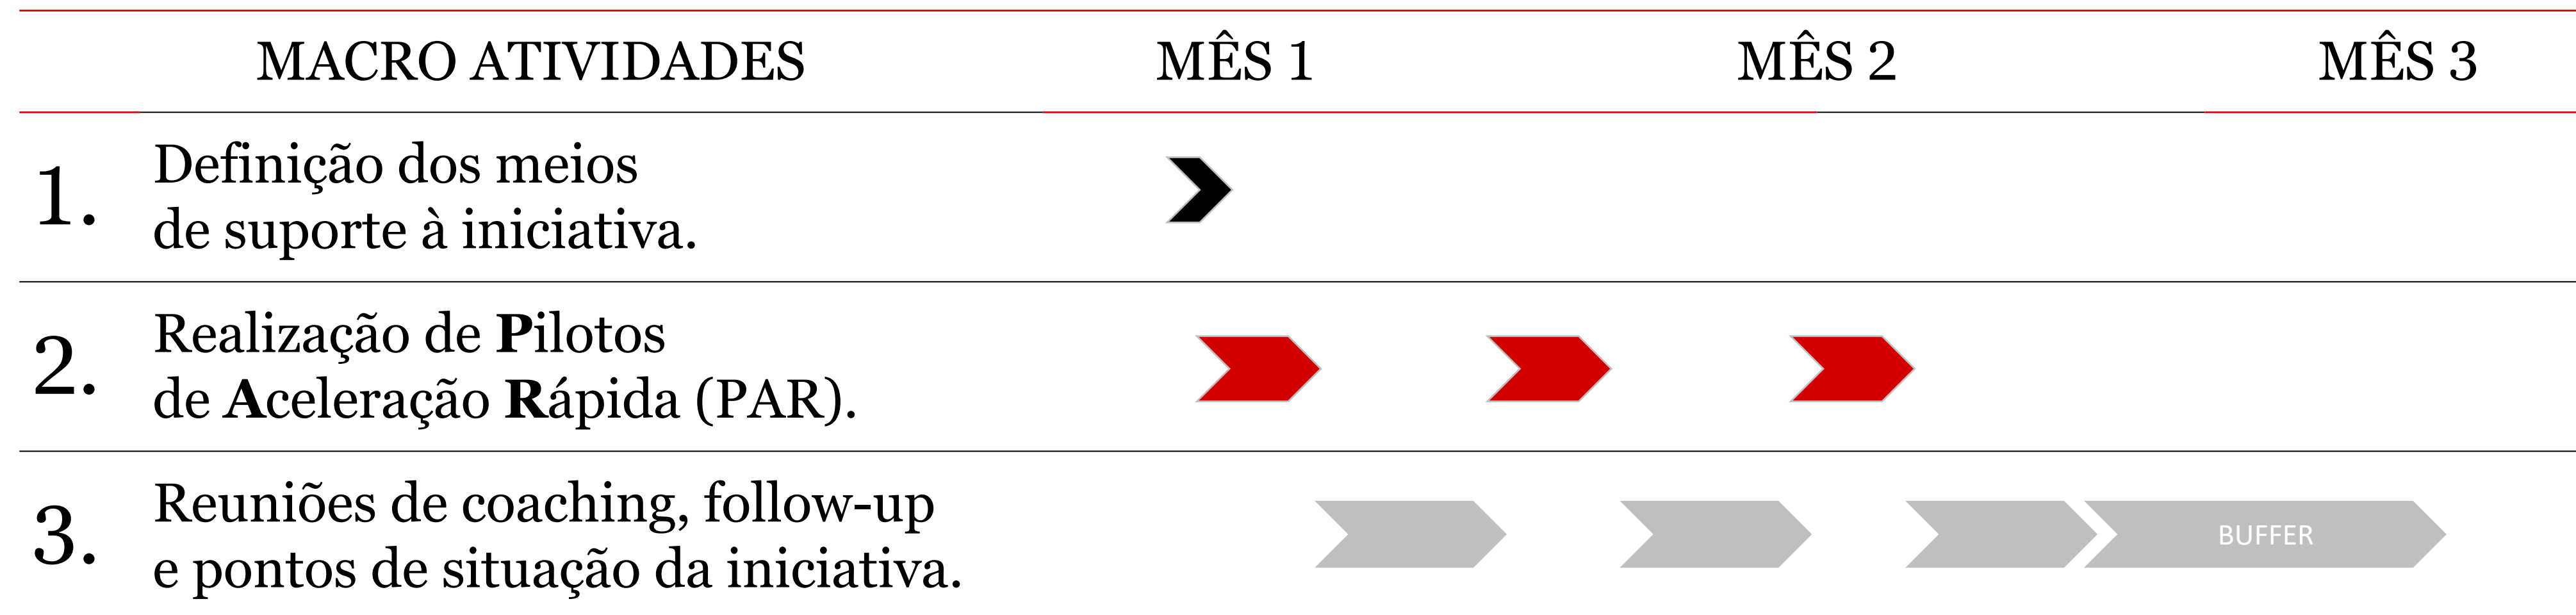 MACRO ATIVIDADES MÊS 1 MÊS 2 MÊS 3
1. Definição dos meios
de suporte à iniciativa.
2. Realização de Pilotos
de Aceleração Rápida (PAR).
3. Reuniões de coaching, follow-up
e pontos de situação da iniciativa.
BUFFER